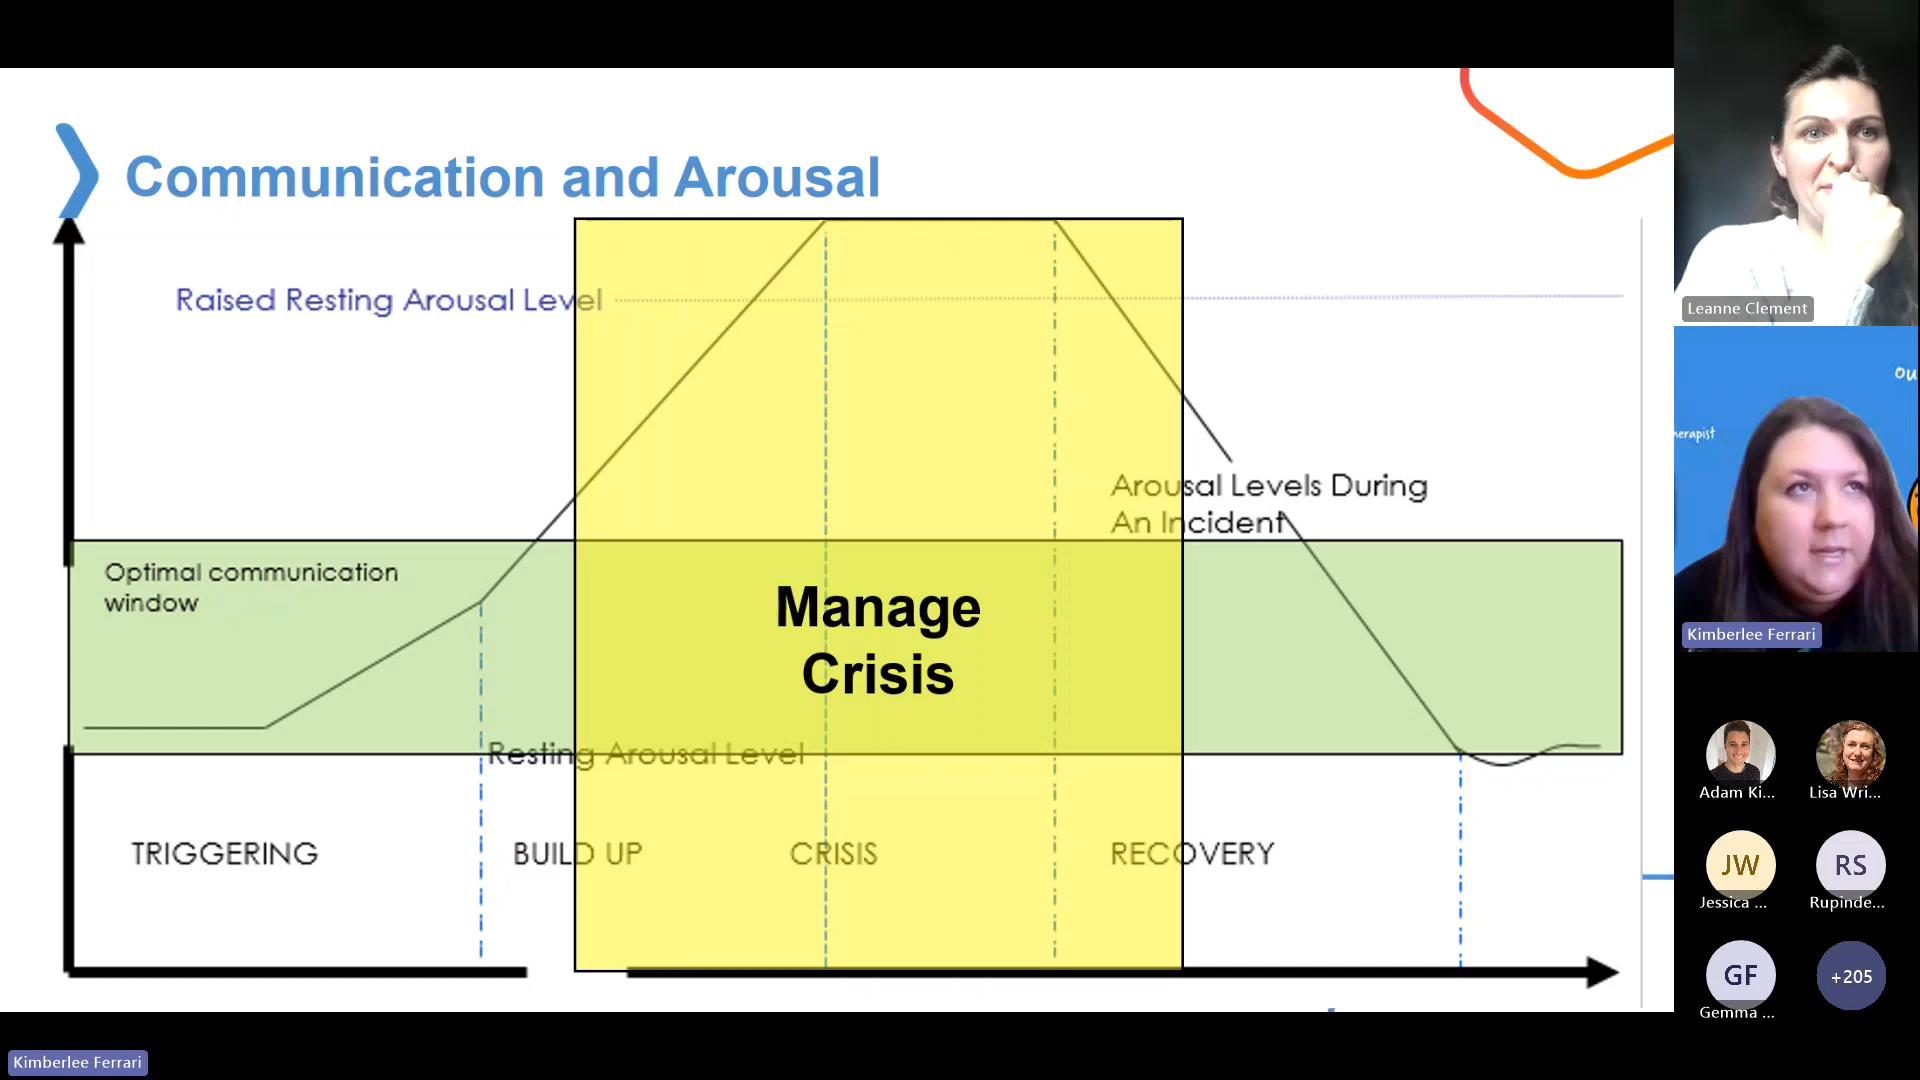 Communication and Arousal
Raised Resting Arousal Level
Arousal Levels During
An Incident
Optimal communication
window
Manage
Crisis
Resting Arousal Level
TRIGGERING
BUILD UP
CRISIS
RECOVERY
Leanne Clement
ou
herapist
Kimberlee Ferrari
Adam Ki...
Lisa Wri...
JW
RS
Jessica ...
Rupinde...
GF
+205
Gemma ...
Kimberlee Ferrari